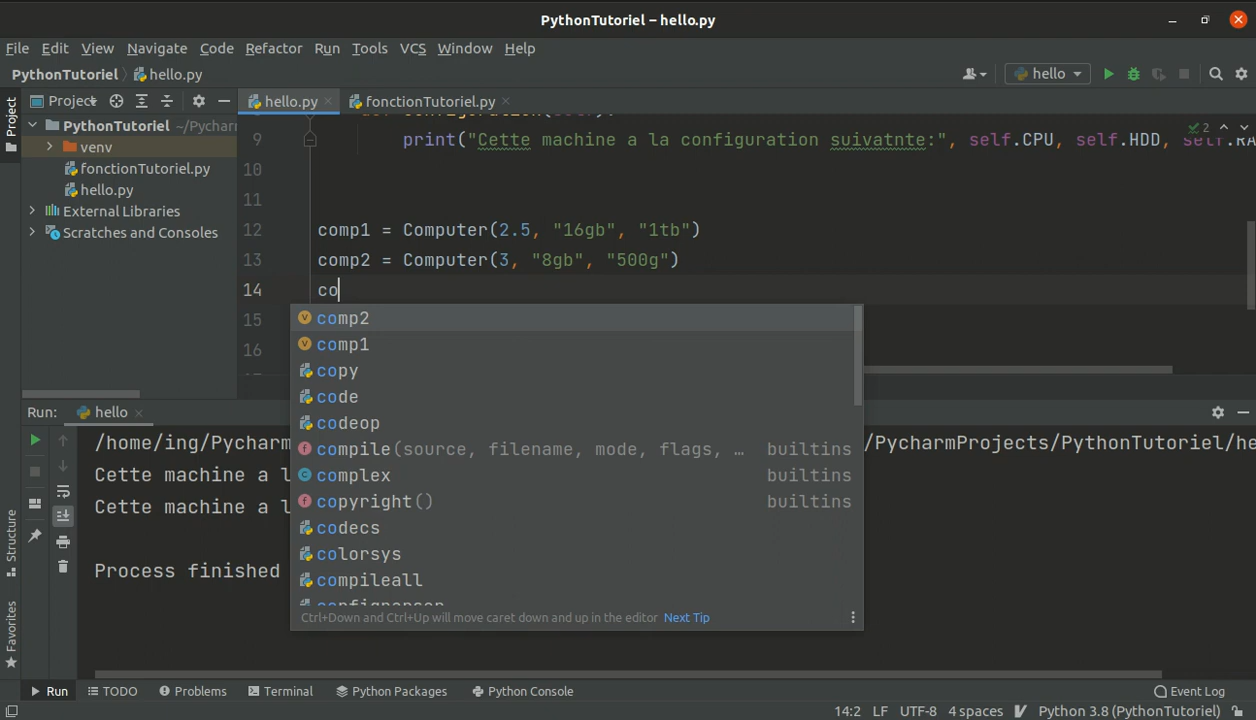 PythonTutoriel – hello.py
File Edit View Navigate Code Refactor Run Tools VCS Window Help
PythonTutoriel hello.py hello
Project
Project hello.py fonctionTutoriel.py
PythonTutoriel ~/Pycharr
venv
fonctionTutoriel.py
hello.py
External Libraries
Scratches and Consoles
9 print("Cette machine a la configuration suivatnte:", self.CPU, self.HDD, self.RA
2
10
11
12 comp1 = Computer(2.5, "16gb", "1tb")
13 comp2 = Computer(3, "8gb", "500g")
14 co
15
16
comp2
comp1
copy
code
codeop
compile(source, filename, mode, flags, … builtins
complex builtins
copyright() builtins
codecs
colorsys
compileall
Ctrl+Down and Ctrl+Up will move caret down and up in the editor Next Tip
Run: hello
/home/ing/Pycharm /PycharmProjects/PythonTutoriel/he
Cette machine a l
Cette machine a l
Process finished
Structure
Favorites
Run TODO Problems Terminal Python Packages Python Console Event Log
14:2 LF UTF-8 4 spaces Python 3.8 (PythonTutoriel)